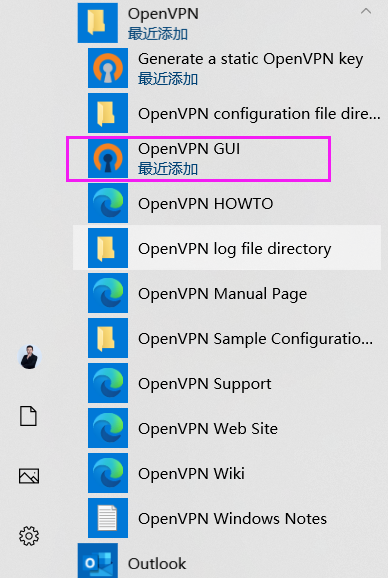 OpenVPN
最近添加
Generate a static OpenVPN key
最近添加
OpenVPN configuration file dire...
OpenVPN GUI
最近添加
OpenVPN HOWTO
OpenVPN log file directory
OpenVPN Manual Page
OpenVPN Sample Configuratio...
OpenVPN Support
OpenVPN Web Site
OpenVPN Wiki
OpenVPN Windows Notes
Outlook